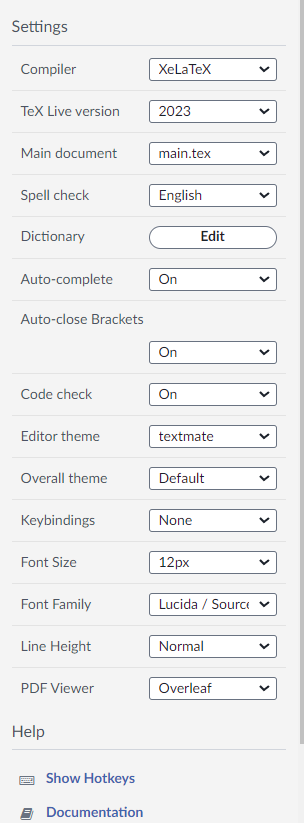 Settings
Compiler XeLaTeX
TeX Live version 2023
Main document main.tex
Spell check English
Dictionary Edit
Auto-complete On
Auto-close Brackets
On
Code check On
Editor theme textmate
Overall theme Default
Keybindings None
Font Size 12px
Font Family Lucida / Source
Line Height Normal
PDF Viewer Overleaf
Help
Show Hotkeys
Documentation